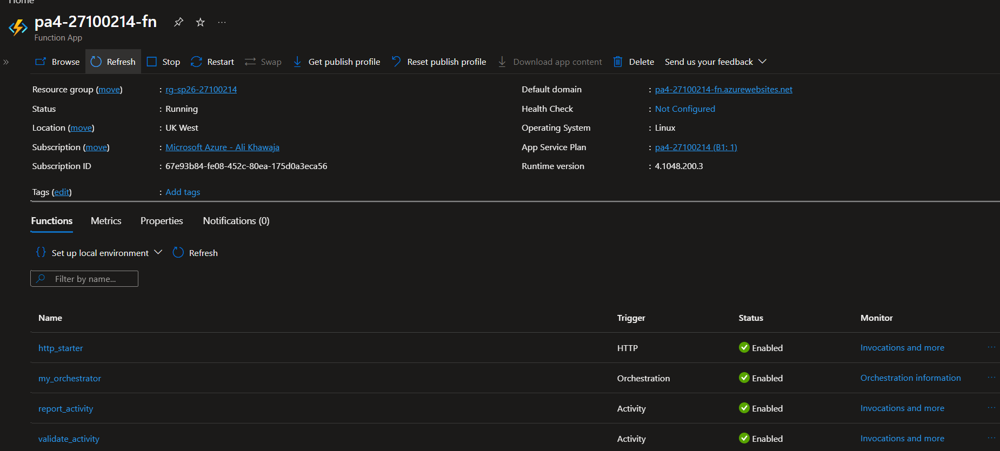 Home
pa4-27100214-fn
Function App
Browse Refresh Stop Restart Swap Get publish profile Reset publish profile Download app content Delete Send us your feedback
Resource group (move) : rg-sp26-27100214 Default domain : pa4-27100214-fn.azurewebsites.net
Status : Running Health Check : Not Configured
Location (move) : UK West Operating System : Linux
Subscription (move) : Microsoft Azure - Ali Khawaja App Service Plan : pa4-27100214 (B1: 1)
Subscription ID : 67e93b84-fe08-452c-80ea-175d0a3eca56 Runtime version : 4.1048.200.3
Tags (edit) : Add tags
Functions Metrics Properties Notifications (0)
{} Set up local environment Refresh
Filter by name...
Name Trigger Status Monitor
http_starter HTTP Enabled Invocations and more ...
my_orchestrator Orchestration Enabled Orchestration information ...
report_activity Activity Enabled Invocations and more ...
validate_activity Activity Enabled Invocations and more ...